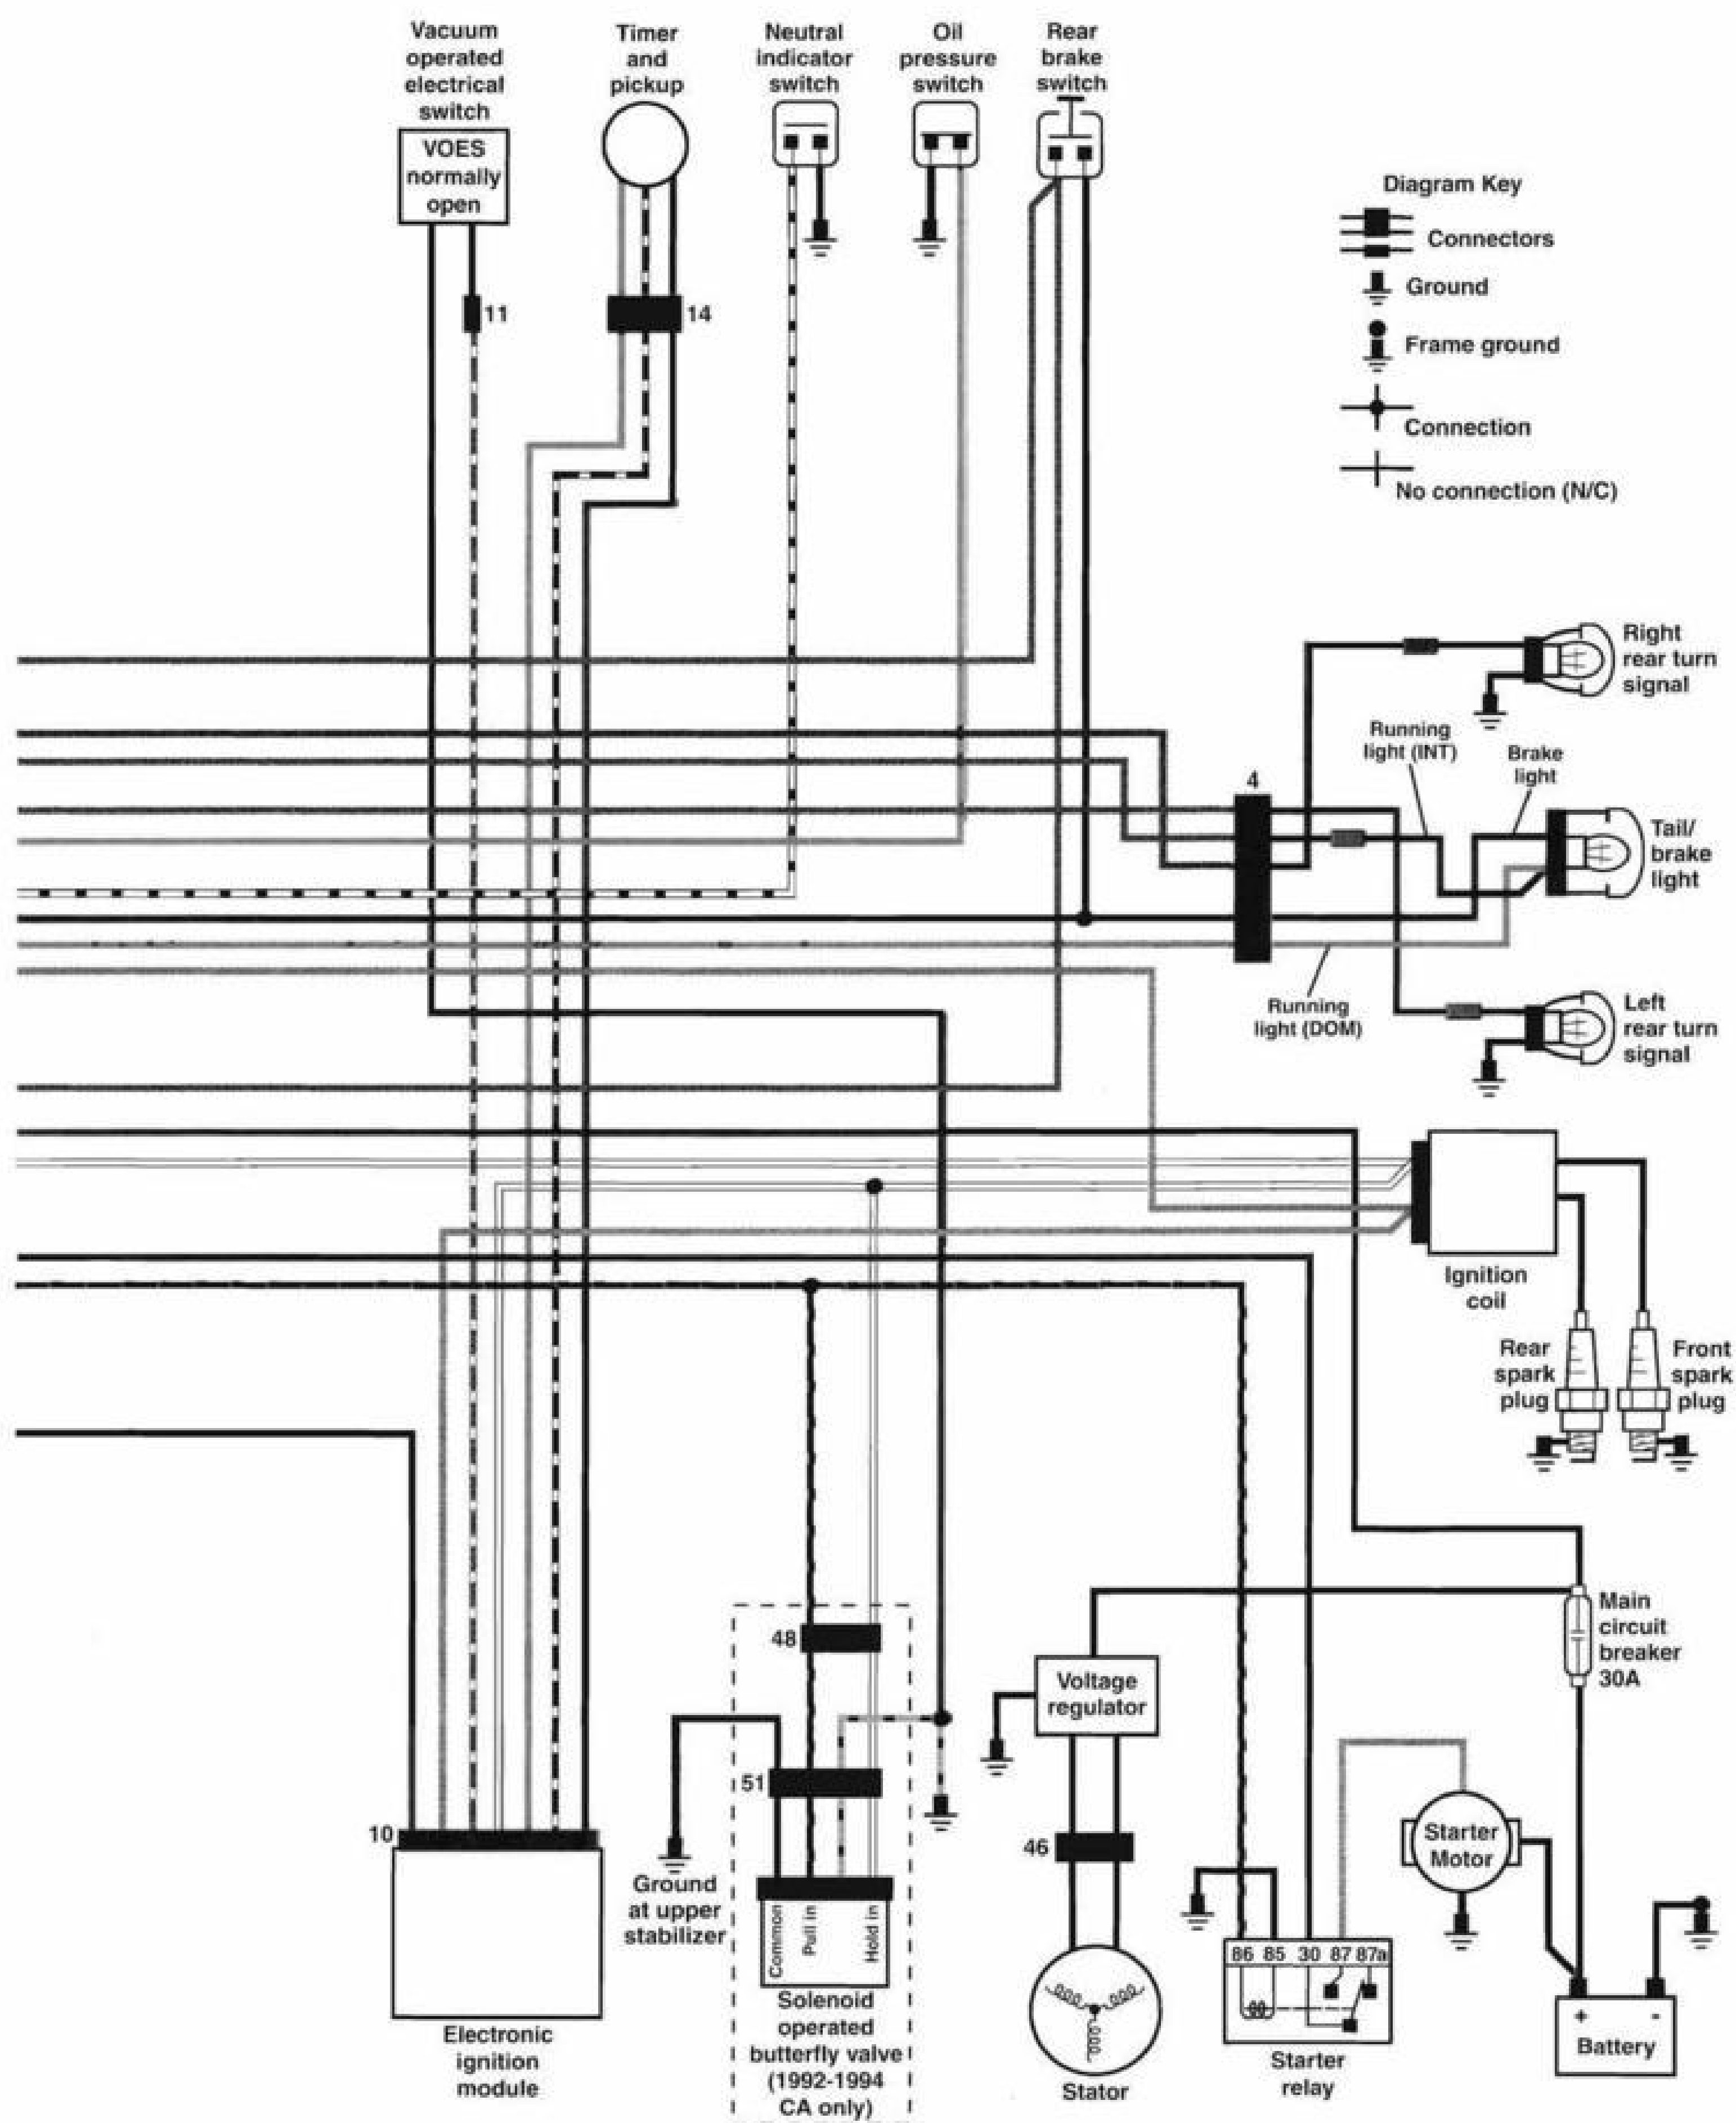 Vacuum
operated
electrical
switch
VOES
normally
open
Timer
and
pickup
Neutral
indicator
switch
Oil
pressure
switch
Rear
brake
switch
Diagram Key
Connectors
Ground
Frame ground
Connection
No connection (N/C)
11
14
Right
rear turn
signal
Running
light (INT)
Brake
light
4
Tail/
brake
light
Running
light (DOM)
Left
rear turn
signal
Ignition
coil
Rear
spark
plug
Front
spark
plug
Main
circuit
breaker
30A
48
Voltage
regulator
51
10
46
Starter
Motor
Ground
at upper
stabilizer
Common
Pull in
Hold in
86 85 30 87 87a
+ -
Battery
Electronic
ignition
module
Solenoid
operated
butterfly valve
(1992-1994
CA only)
Stator
Starter
relay